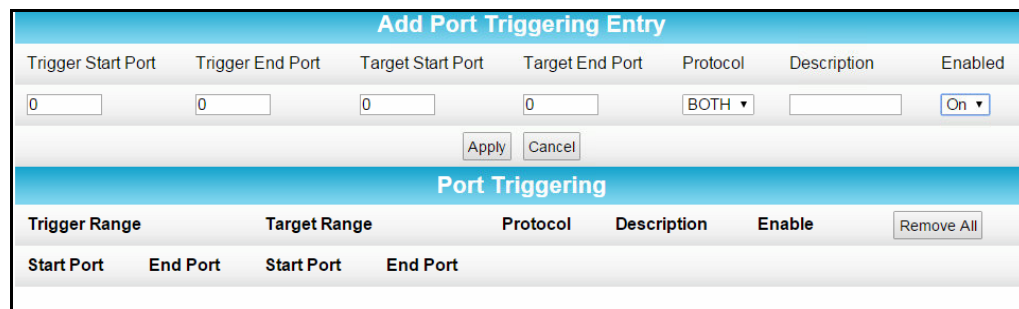 Add Port Triggering Entry
Trigger Start Port Trigger End Port Target Start Port Target End Port Protocol Description Enabled
0 0 0 0 BOTH On
Apply Cancel
Port Triggering
Trigger Range Target Range Protocol Description Enable Remove All
Start Port End Port Start Port End Port